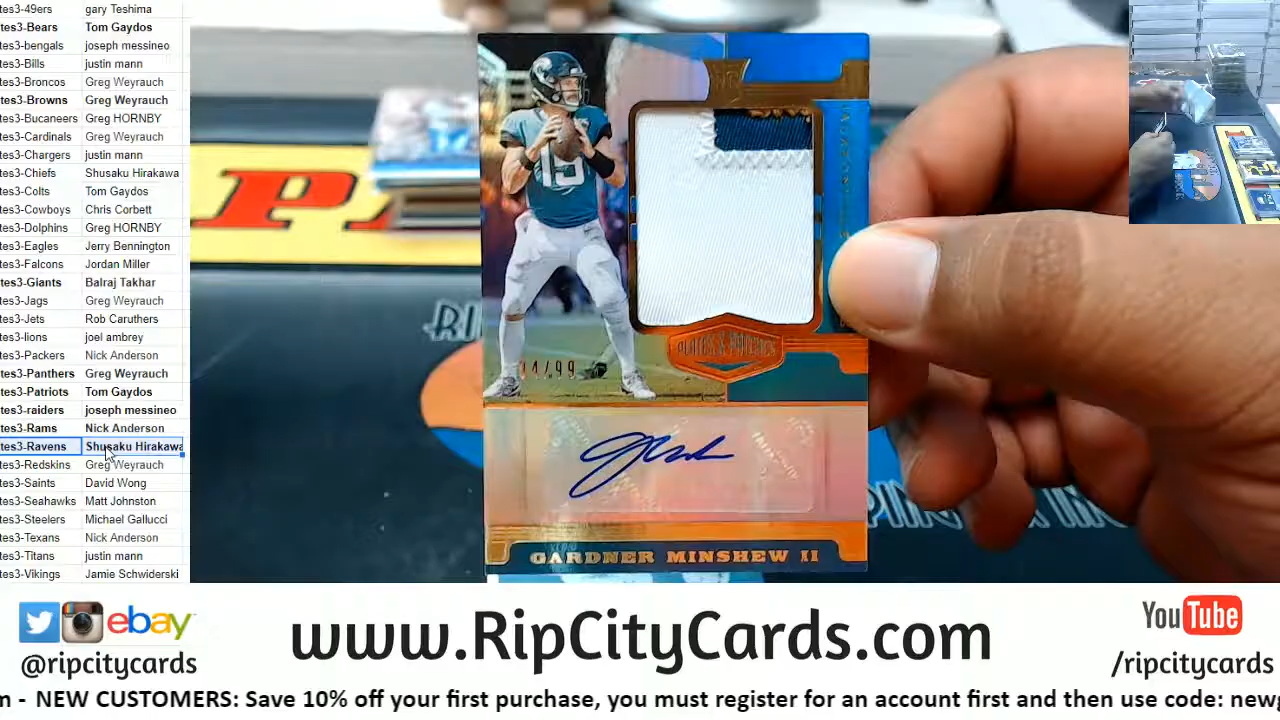 tes3-49ers gary Teshima
tes3-Bears Tom Gaydos
tes3-bengals joseph messineo
tes3-Bills justin mann
tes3-Broncos Greg Weyrauch
tes3-Browns Greg Weyrauch
tes3-Bucaneers Greg HORNBY
tes3-Cardinals Greg Weyrauch
tes3-Chargers justin mann
tes3-Chiefs Shusaku Hirakawa
tes3-Colts Tom Gaydos
tes3-Cowboys Chris Corbett
tes3-Dolphins Greg HORNBY
tes3-Eagles Jerry Bennington
tes3-Falcons Jordan Miller
tes3-Giants Balraj Takhar
tes3-Jags Greg Weyrauch
tes3-Jets Rob Caruthers
tes3-lions joel ambrey
tes3-Packers Nick Anderson
tes3-Panthers Greg Weyrauch
tes3-Patriots Tom Gaydos
tes3-raiders joseph messineo
tes3-Rams Nick Anderson
tes3-Ravens Shusaku Hirakawa
tes3-Redskins Greg Weyrauch
tes3-Saints David Wong
tes3-Seahawks Matt Johnston
tes3-Steelers Michael Gallucci
tes3-Texans Nick Anderson
tes3-Titans justin mann
tes3-Vikings Jamie Schwiderski
15
PLATES & PATCHES
GARDNER MINSHEW II
ebay
@ripcitycards
www.RipCityCards.com
YouTube
/ripcitycards
m - NEW CUSTOMERS: Save 10% off your first purchase, you must register for an account first and then use code: newg